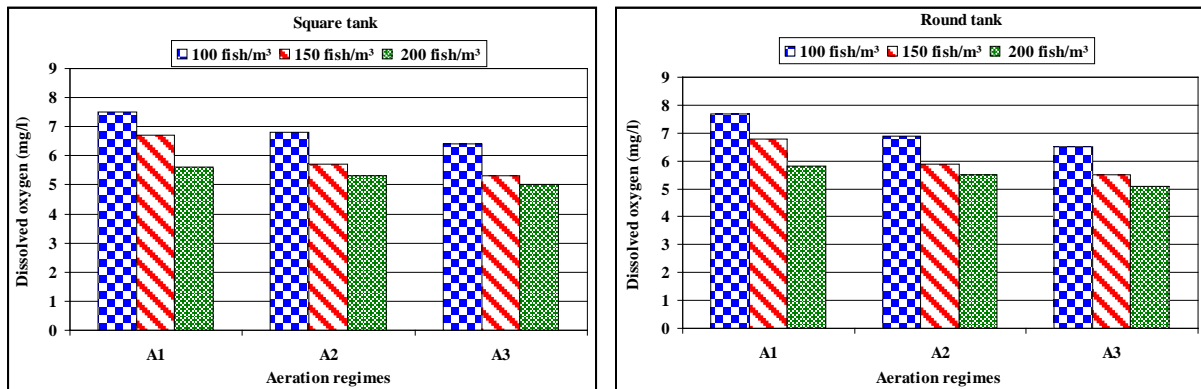 Square tank
100 fish/m³ 150 fish/m³ 200 fish/m³
Dissolved oxygen (mg/l)
9
8
7
6
5
4
3
2
1
0
A1 A2 A3
Aeration regimes
Round tank
100 fish/m³ 150 fish/m³ 200 fish/m³
Dissolved oxygen (mg/l)
9
8
7
6
5
4
3
2
1
0
A1 A2 A3
Aeration regimes